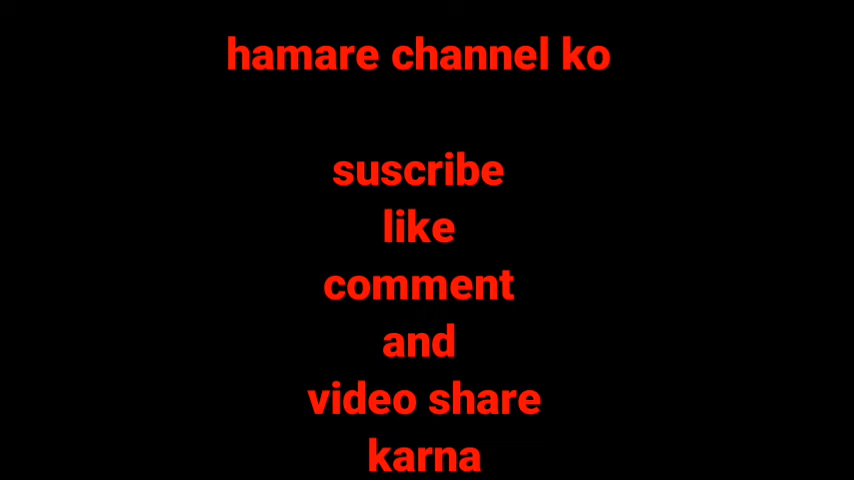 hamare channel ko
suscribe
like
comment
and
video share
karna